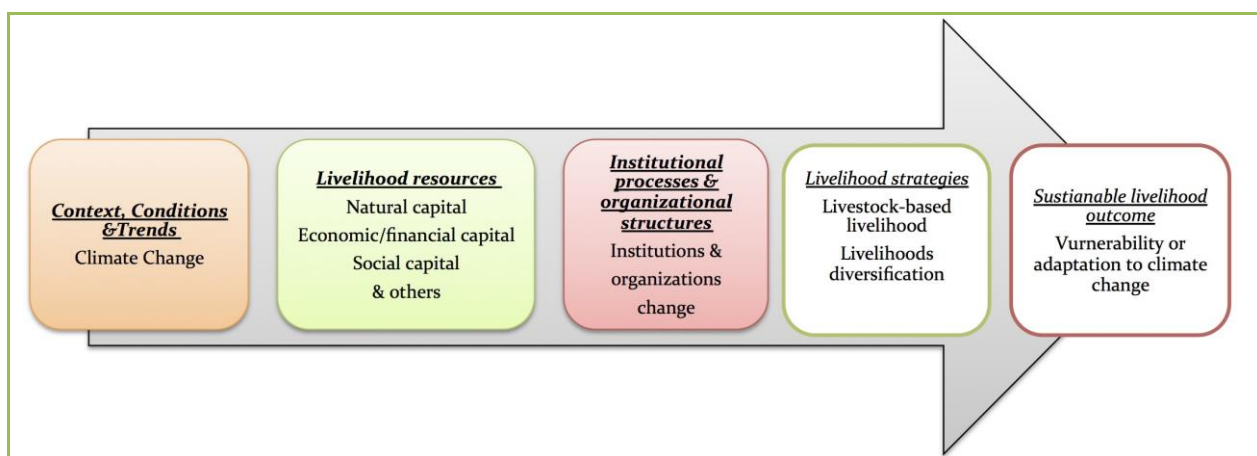 Context, Conditions
&Trends
Climate Change
Livelihood resources
Natural capital
Economic/financial capital
Social capital
& others
Institutional
processes &
organizational
structures
Institutions &
organizations
change
Livelihood strategies
Livestock-based
livelihood
Livelihoods
diversification
Sustianable livelihood
outcome
Vurnerability or
adaptation to climate
change